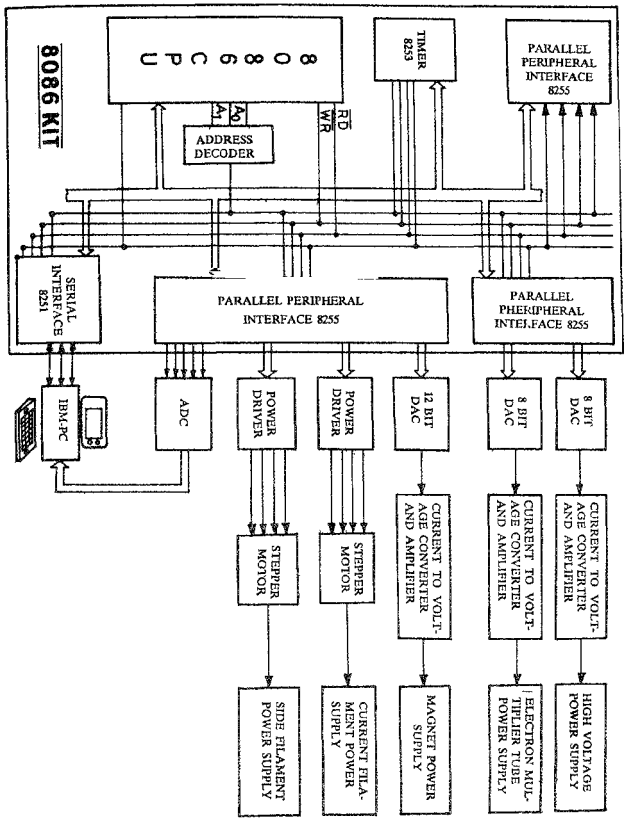 8086 CPU
TIMER
8253
PARALLEL
PERIPHERAL
INTERFACE 8255
8086 KIT
A1
A0
RD
WR
ADDRESS
DECODER
SERIAL
INTERFACE
8251
PARALLEL PERIPHERAL
INTERFACE 8255
PARALLEL
PHERIPHERAL
INTEI.FACE 8255
IBM-PC
ADC
POWER
DRIVER
POWER
DRIVER
12 BIT
DAC
8 BIT
DAC
8 BIT
DAC
STEPPER
MOTOR
STEPPER
MOTOR
CURRENT TO VOLT-
AGE CONVERTER
AND AMPLIFIER
CURRENT TO VOLT-
AGE CONVERTER
AND AMPLIFIER
CURRENT TO VOLT-
AGE CONVERTER
AND AMPLIFIER
SIDE FILAMENT
POWER SUPPLY
CURRENT FILA-
MENT POWER
SUPPLY
MAGNET POWER
SUPPLY
ELECTRON MUL-
TIPLIER TUBE
POWER SUPPLY
HIGH VOLTAGE
POWER SUPPLY